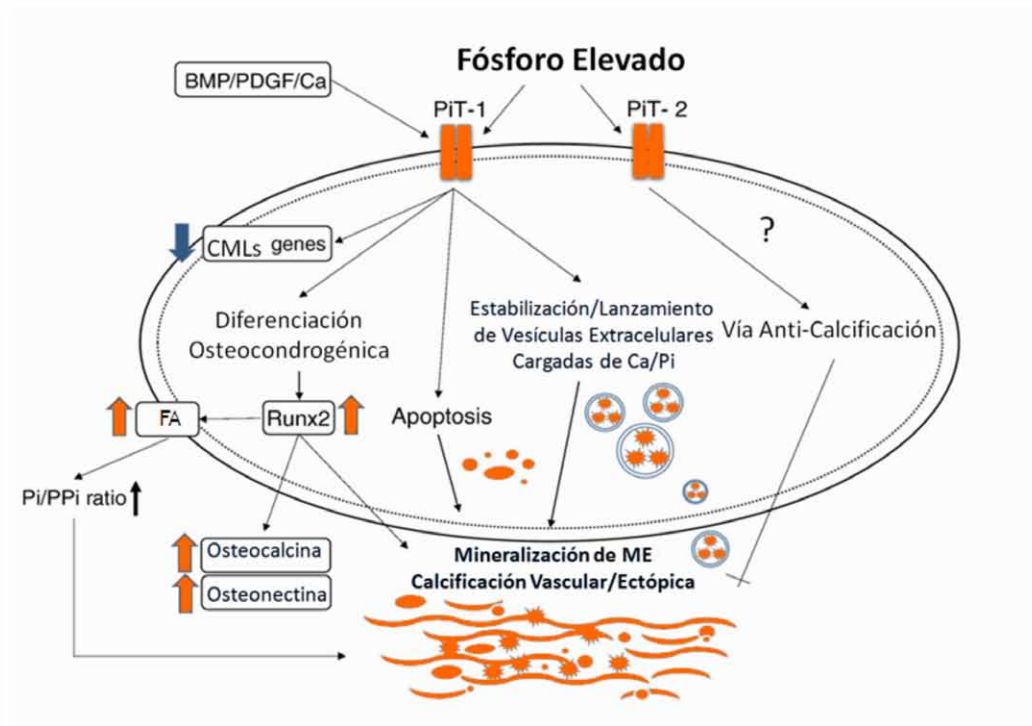 Fósforo Elevado
BMP/PDGF/Ca
PiT-1
PiT- 2
?
CMLs genes
Diferenciación
Osteocondrogénica
Estabilización/Lanzamiento
de Vesículas Extracelulares
Cargadas de Ca/Pi
Vía Anti-Calcificación
FA
Runx2
Apoptosis
Pi/PPi ratio
Osteocalcina
Osteonectina
Mineralización de ME
Calcificación Vascular/Ectópica